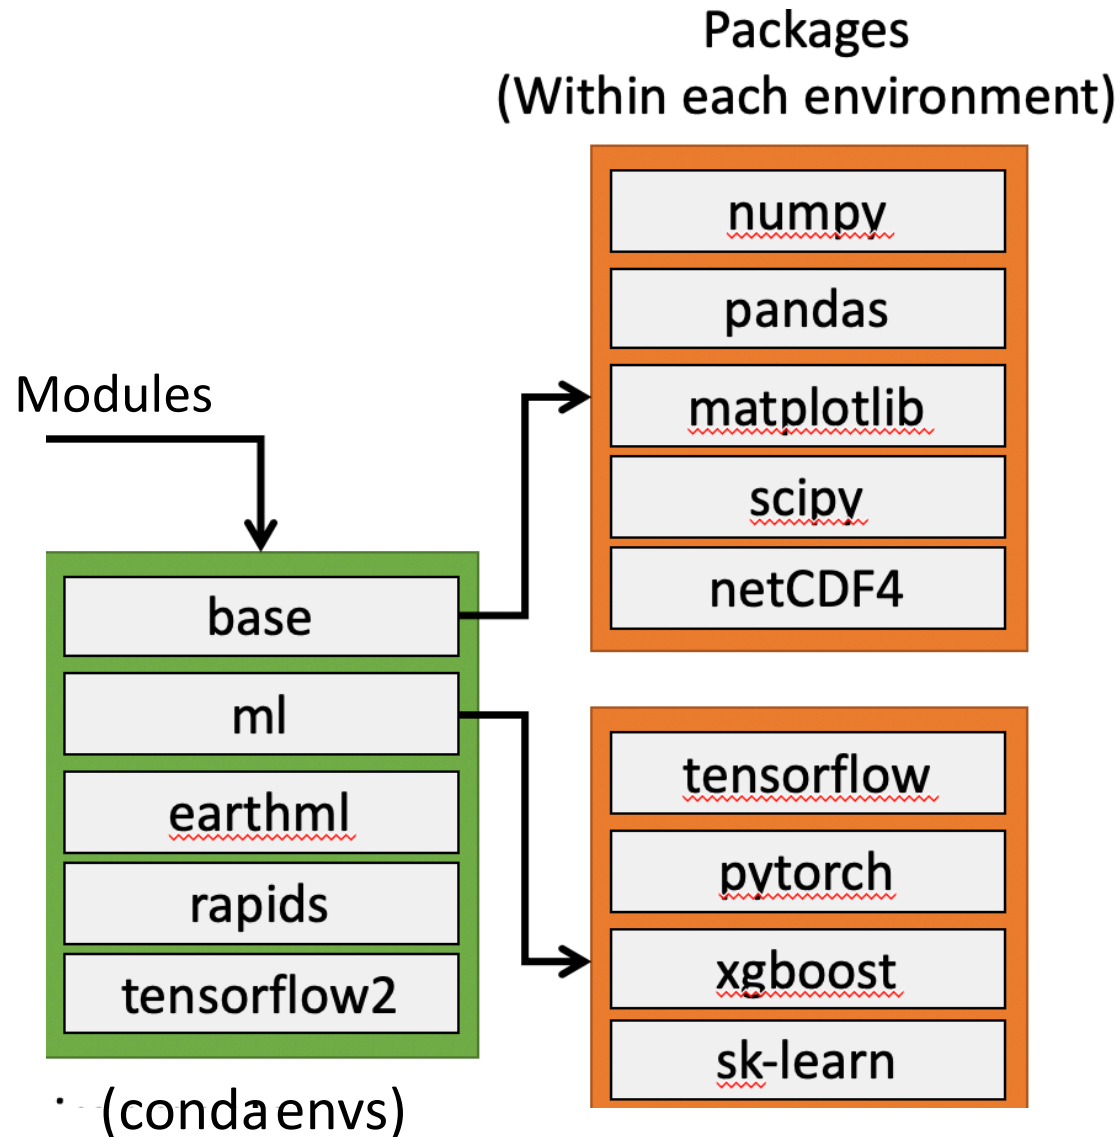 Packages
(Within each environment)
numpy
pandas
matplotlib
scipy
netCDF4
Modules
base
ml
earthml
rapids
tensorflow2
(conda envs)
tensorflow
pytorch
xgboost
sk-learn